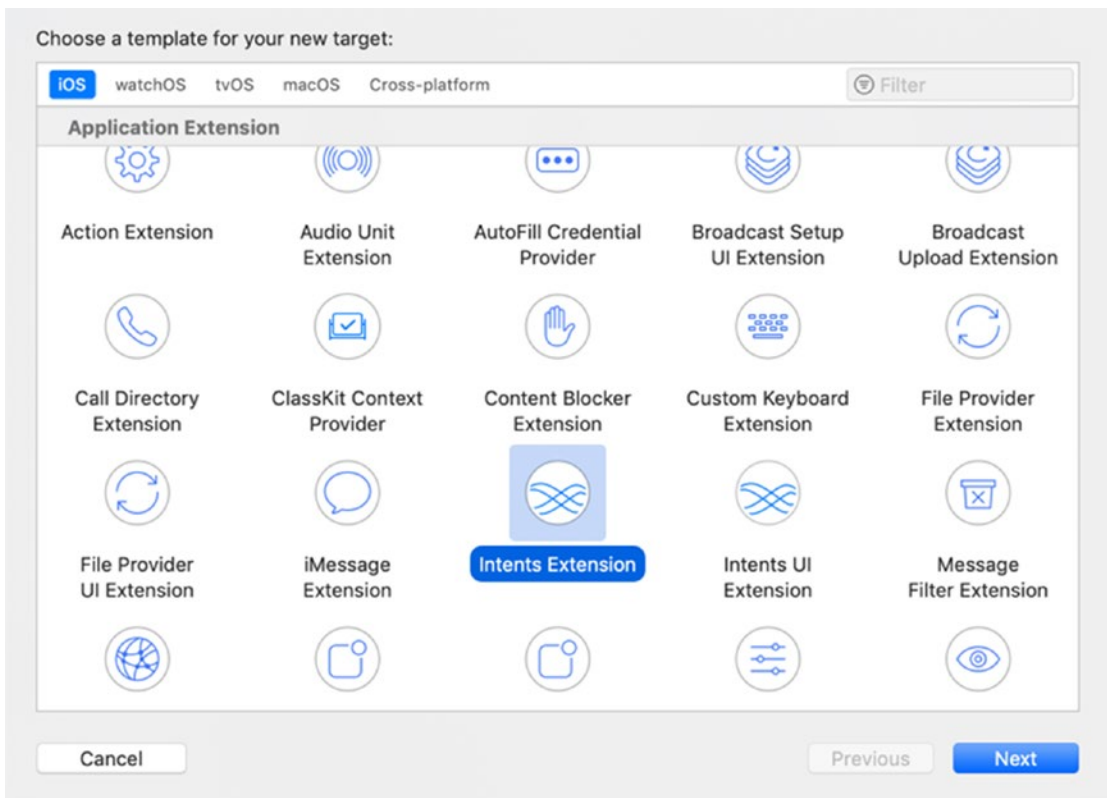 Choose a template for your new target:
iOS watchOS tvOS macOS Cross-platform Filter
Application Extension
Action Extension Audio Unit AutoFill Credential Broadcast Setup Broadcast
Extension Provider UI Extension Upload Extension
Call Directory ClassKit Context Content Blocker Custom Keyboard File Provider
Extension Provider Extension Extension Extension
File Provider iMessage Intents Extension Intents UI Message
UI Extension Extension Extension Filter Extension
Cancel Previous Next